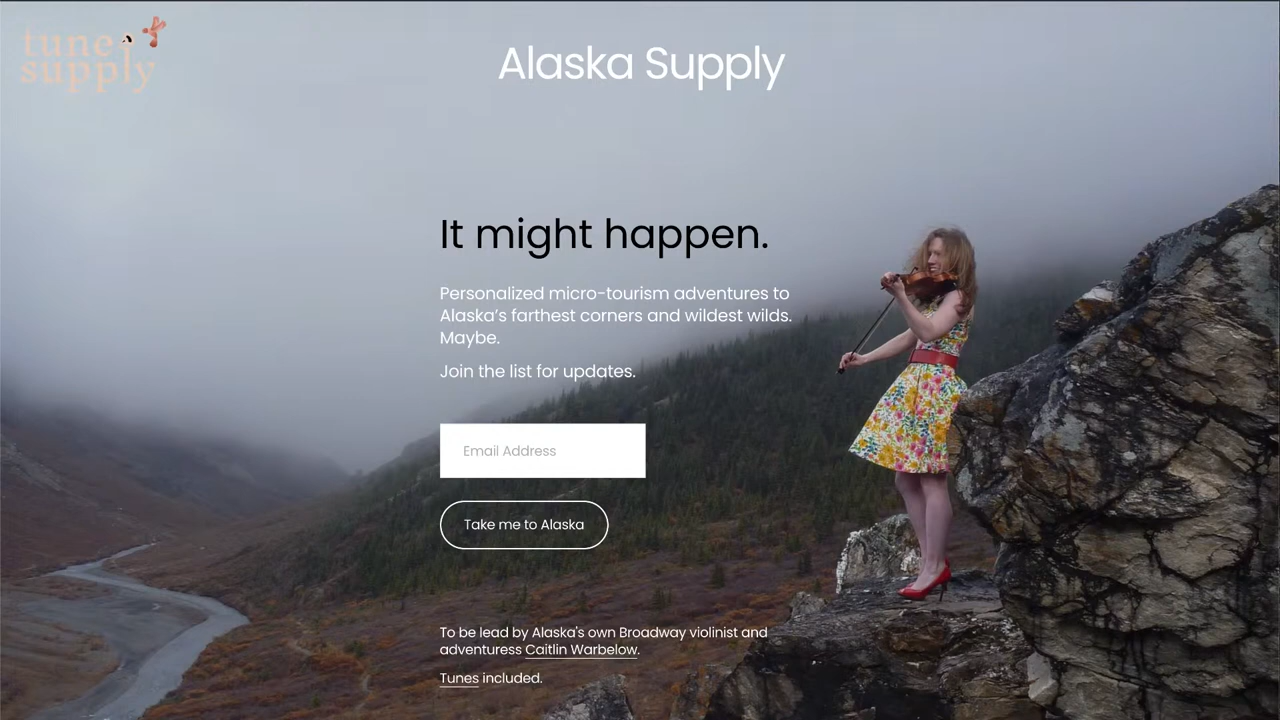 tune
supply
Alaska Supply
It might happen.
Personalized micro-tourism adventures to
Alaska’s farthest corners and wildest wilds.
Maybe.
Join the list for updates.
Email Address
Take me to Alaska
To be lead by Alaska's own Broadway violinist and
adventuress Caitlin Warbelow.
Tunes included.